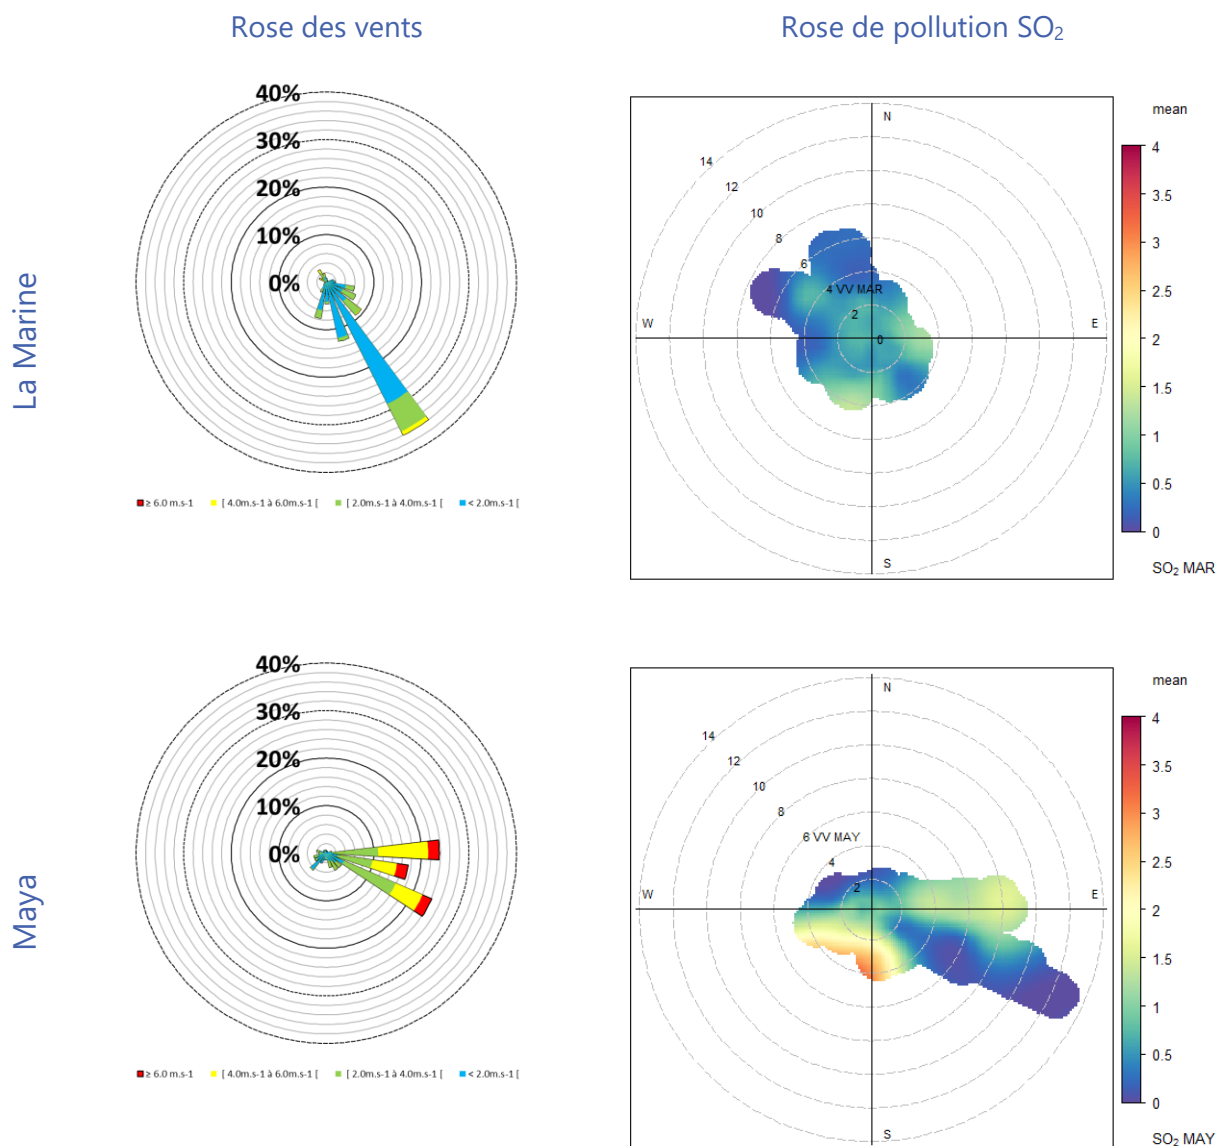 Rose des vents
Rose de pollution SO₂
La Marine
40%
30%
20%
10%
0%
≥ 6.0 m.s-1 [ 4.0m.s-1 à 6.0m.s-1 [ [ 2.0m.s-1 à 4.0m.s-1 [ < 2.0m.s-1 [
N
14
12
10
8
6
4 VV MAR
2
0
W
E
S
mean
4
3.5
3
2.5
2
1.5
1
0.5
0
SO₂ MAR
Maya
40%
30%
20%
10%
0%
≥ 6.0 m.s-1 [ 4.0m.s-1 à 6.0m.s-1 [ [ 2.0m.s-1 à 4.0m.s-1 [ < 2.0m.s-1 [
N
14
12
10
8
6 VV MAY
4
2
W
E
S
mean
4
3.5
3
2.5
2
1.5
1
0.5
0
SO₂ MAY